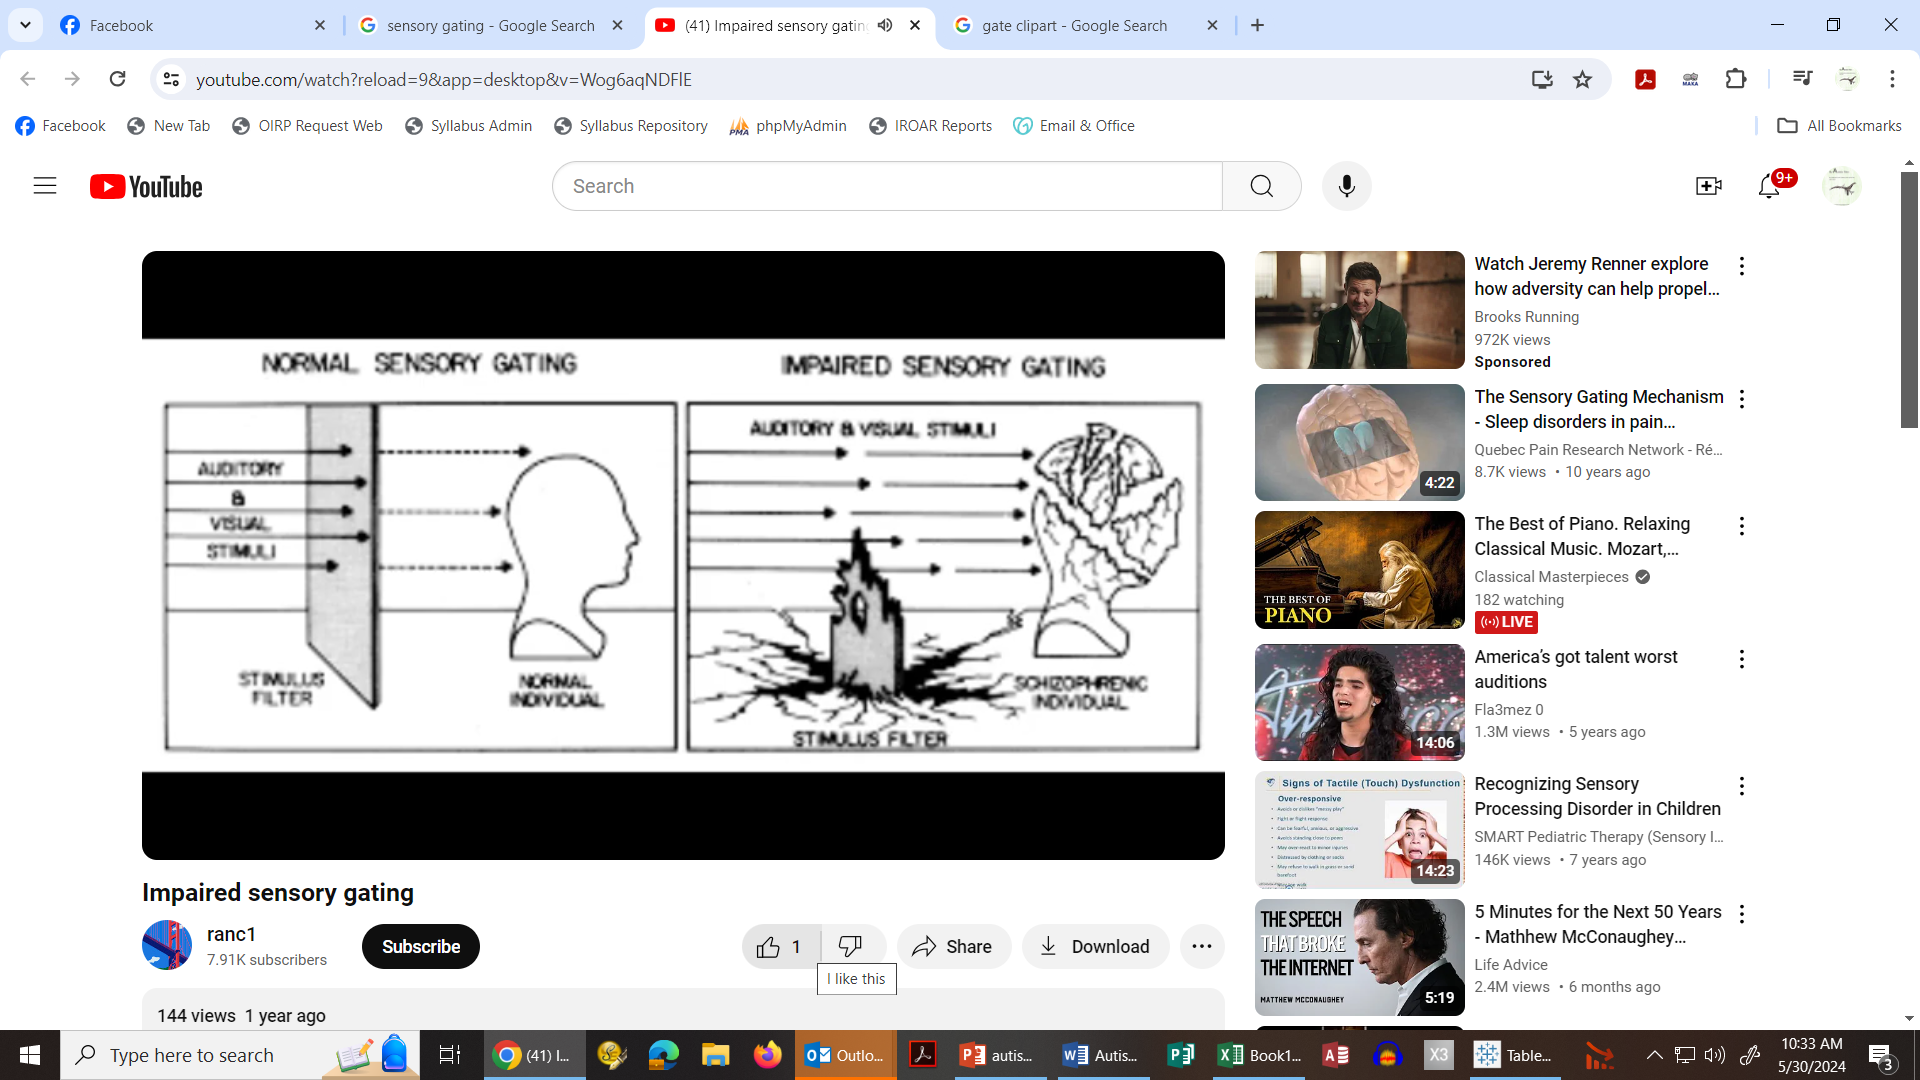 Facebook
sensory gating - Google Search
(41) Impaired sensory gatin
gate clipart - Google Search
youtube.com/watch?reload=9&app=desktop&v=Wog6aqNDFlE
Facebook
New Tab
OIRP Request Web
Syllabus Admin
Syllabus Repository
phpMyAdmin
IROAR Reports
Email & Office
All Bookmarks
YouTube
Search
9+
NORMAL SENSORY GATING
IMPAIRED SENSORY GATING
AUDITORY
&
VISUAL
STIMULI
STIMULUS
FILTER
NORMAL
INDIVIDUAL
AUDITORY & VISUAL STIMULI
SCHIZOPHRENIC
INDIVIDUAL
STIMULUS FILTER
Impaired sensory gating
ranc1
7.91K subscribers
Subscribe
1
Share
Download
I like this
144 views 1 year ago
Watch Jeremy Renner explore
how adversity can help propel...
Brooks Running
972K views
Sponsored
4:22
The Sensory Gating Mechanism
- Sleep disorders in pain...
Quebec Pain Research Network - Ré...
8.7K views • 10 years ago
THE BEST OF
PIANO
The Best of Piano. Relaxing
Classical Music. Mozart,...
Classical Masterpieces
182 watching
LIVE
14:06
America's got talent worst
auditions
Fla3mez 0
1.3M views • 5 years ago
Signs of Tactile (Touch) Dysfunction
Over-responsive
14:23
Recognizing Sensory
Processing Disorder in Children
SMART Pediatric Therapy (Sensory I...
146K views • 7 years ago
THE SPEECH
THAT BROKE
THE INTERNET
MATTHEW MCCONAUGHEY
5:19
5 Minutes for the Next 50 Years
- Mathhew McConaughey...
Life Advice
2.4M views • 6 months ago
Type here to search
(41) I...
Outlo...
autis...
Autis...
Book1...
X3
Table...
10:33 AM
5/30/2024
3